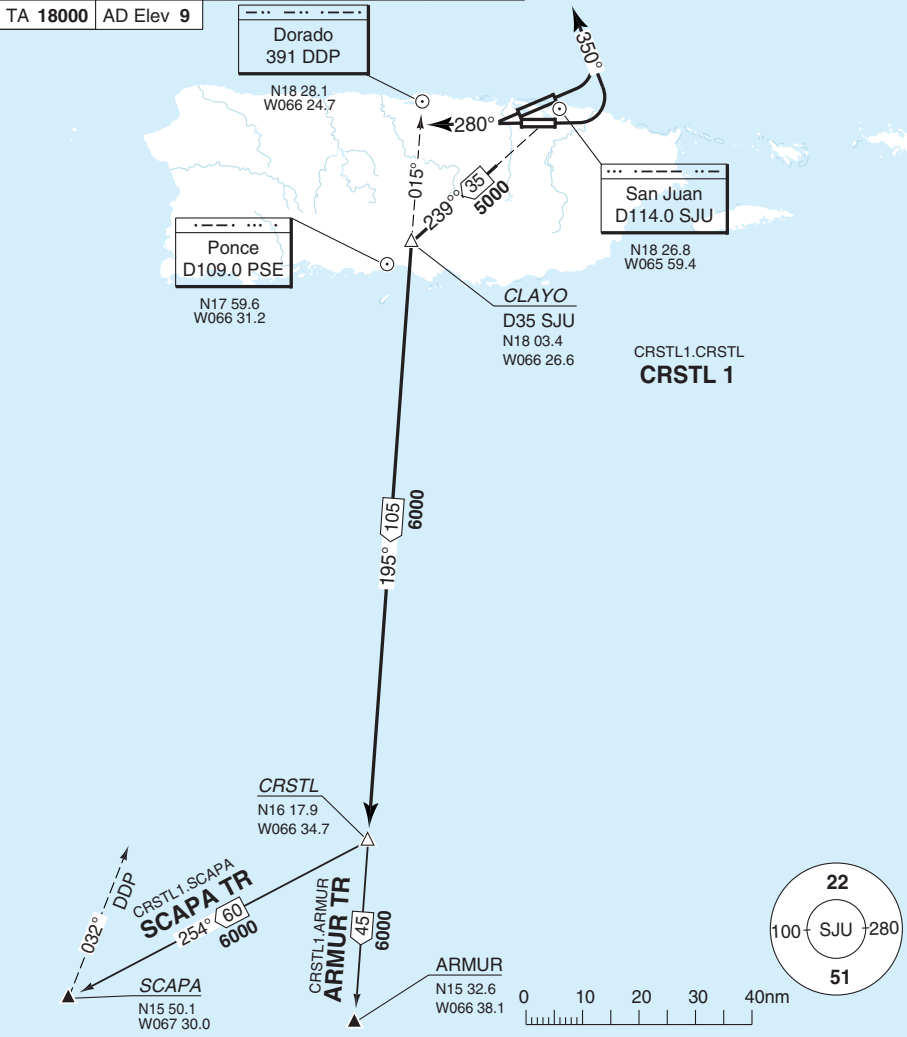 TA 18000 AD Elev 9
Dorado
391 DDP
N18 28.1
W066 24.7
350°
280°
015°
239°
35
5000
San Juan
D114.0 SJU
N18 26.8
W065 59.4
Ponce
D109.0 PSE
N17 59.6
W066 31.2
CLAYO
D35 SJU
N18 03.4
W066 26.6
CRSTL1.CRSTL
CRSTL 1
195°
105
6000
CRSTL
N16 17.9
W066 34.7
032°
DDP
CRSTL1.SCAPA
SCAPA TR
254°
60
6000
CRSTL1.ARMUR
ARMUR TR
45
6000
SCAPA
N15 50.1
W067 30.0
ARMUR
N15 32.6
W066 38.1
0 10 20 30 40nm
22
100 SJU 280
51